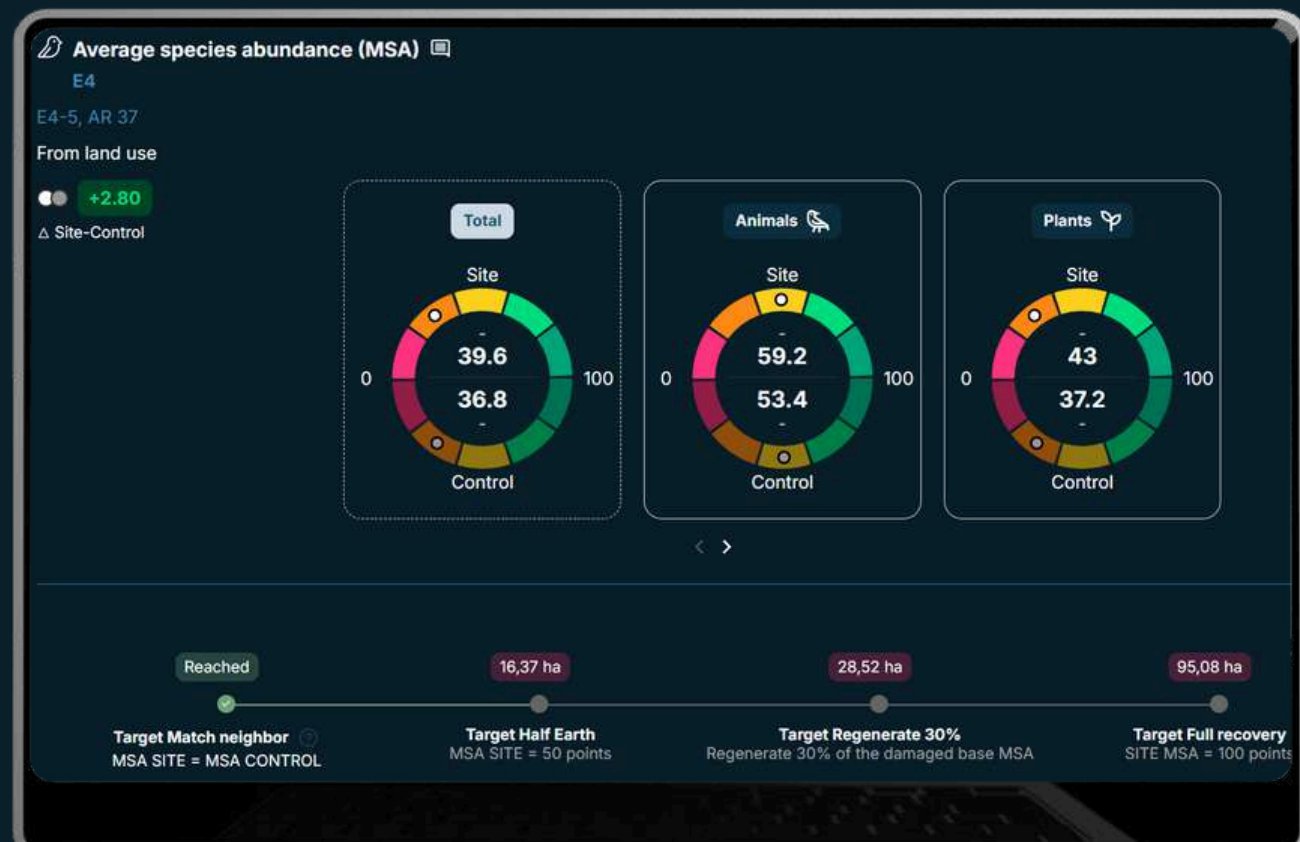 Average species abundance (MSA)
E4
E4-5, AR 37
From land use
+2.80
Δ Site-Control
Total
Site
0
39.6
36.8
100
Control
Animals
Site
0
59.2
53.4
100
Control
Plants
Site
0
43
37.2
100
Control
Reached
Target Match neighbor ?
MSA SITE = MSA CONTROL
16,37 ha
Target Half Earth
MSA SITE = 50 points
28,52 ha
Target Regenerate 30%
Regenerate 30% of the damaged base MSA
95,08 ha
Target Full recovery
SITE MSA = 100 points